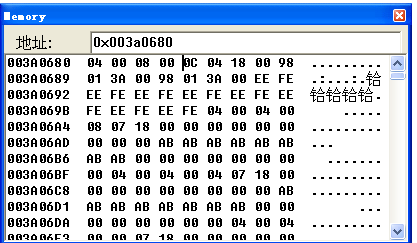 Memory
地址: 0x003a0680
003A0680 04 00 08 00 0C 04 18 00 98 .........
003A0689 01 3A 00 98 01 3A 00 EE FE .:...:.铪
003A0692 EE FE EE FE EE FE EE FE EE 铪铪铪铪.
003A069B FE EE FE EE FE 04 00 04 00 .....
003A06A4 08 07 18 00 00 00 00 00 00 .........
003A06AD 00 00 00 AB AB AB AB AB AB ...
003A06B6 AB AB 00 00 00 00 00 00 00 .......
003A06BF 00 04 00 04 00 04 07 18 00 .........
003A06C8 00 00 00 00 00 00 00 00 AB ........
003A06D1 AB AB AB AB AB AB 00 00 00 ...
003A06DA 00 00 00 00 00 04 00 04 .........
003A06E3 00 00 07 18 00 00 00 00 00